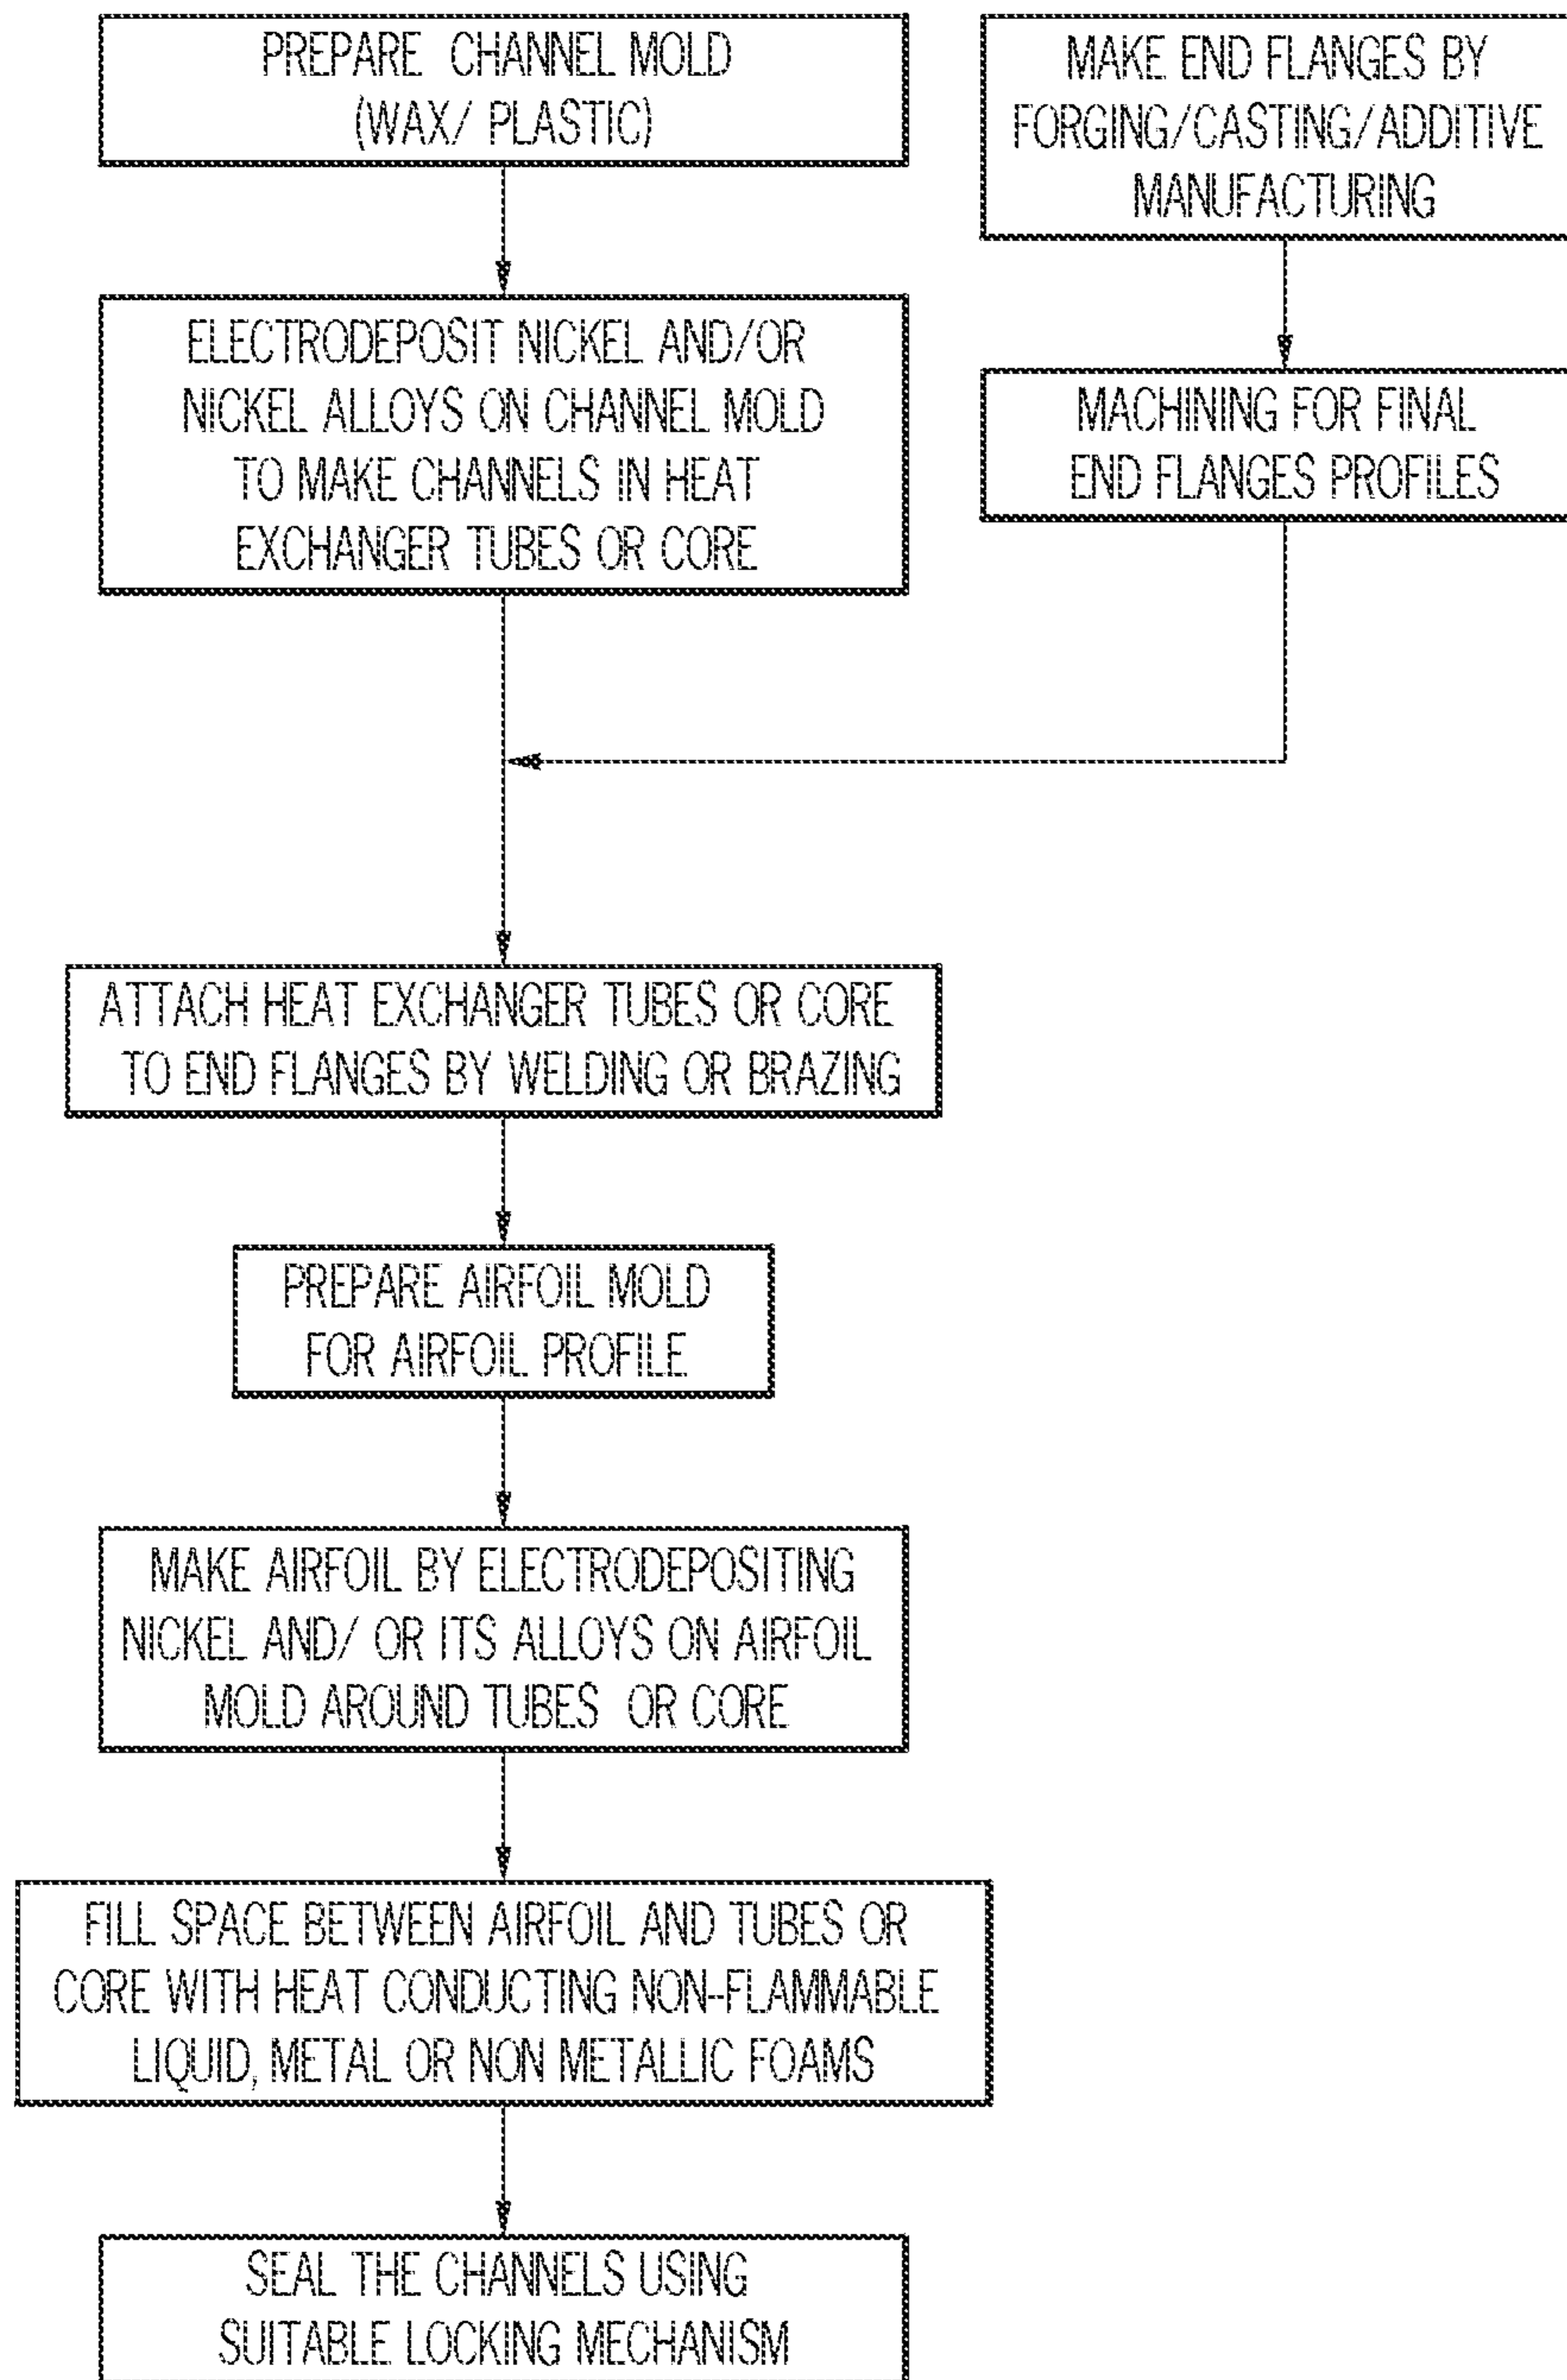 PREPARE CHANNEL MOLD
(WAX/ PLASTIC)
MAKE END FLANGES BY
FORGING/CASTING/ADDITIVE
MANUFACTURING
ELECTRODEPOSIT NICKEL AND/OR
NICKEL ALLOYS ON CHANNEL MOLD
TO MAKE CHANNELS IN HEAT
EXCHANGER TUBES OR CORE
MACHINING FOR FINAL
END FLANGES PROFILES
ATTACH HEAT EXCHANGER TUBES OR CORE
TO END FLANGES BY WELDING OR BRAZING
PREPARE AIRFOIL MOLD
FOR AIRFOIL PROFILE
MAKE AIRFOIL BY ELECTRODEPOSITING
NICKEL AND/ OR ITS ALLOYS ON AIRFOIL
MOLD AROUND TUBES OR CORE
FILL SPACE BETWEEN AIRFOIL AND TUBES OR
CORE WITH HEAT CONDUCTING NON-FLAMMABLE
LIQUID, METAL OR NON METALLIC FOAMS
SEAL THE CHANNELS USING
SUITABLE LOCKING MECHANISM